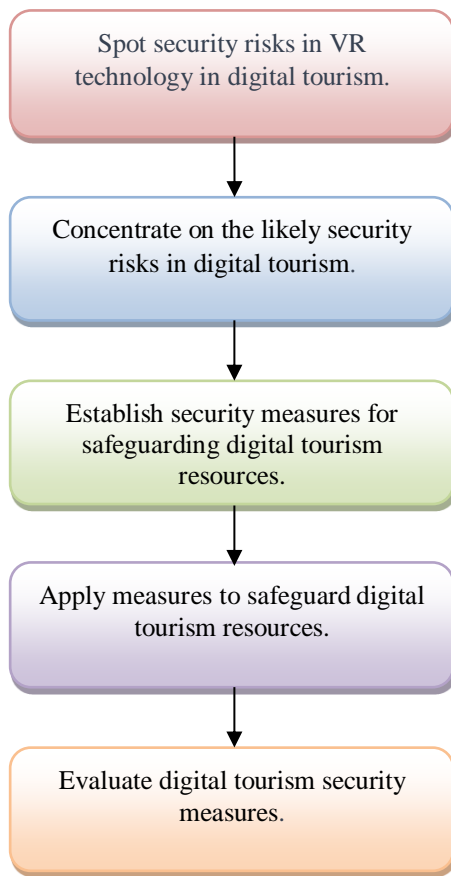 Spot security risks in VR
technology in digital tourism.
Concentrate on the likely security
risks in digital tourism.
Establish security measures for
safeguarding digital tourism
resources.
Apply measures to safeguard digital
tourism resources.
Evaluate digital tourism security
measures.